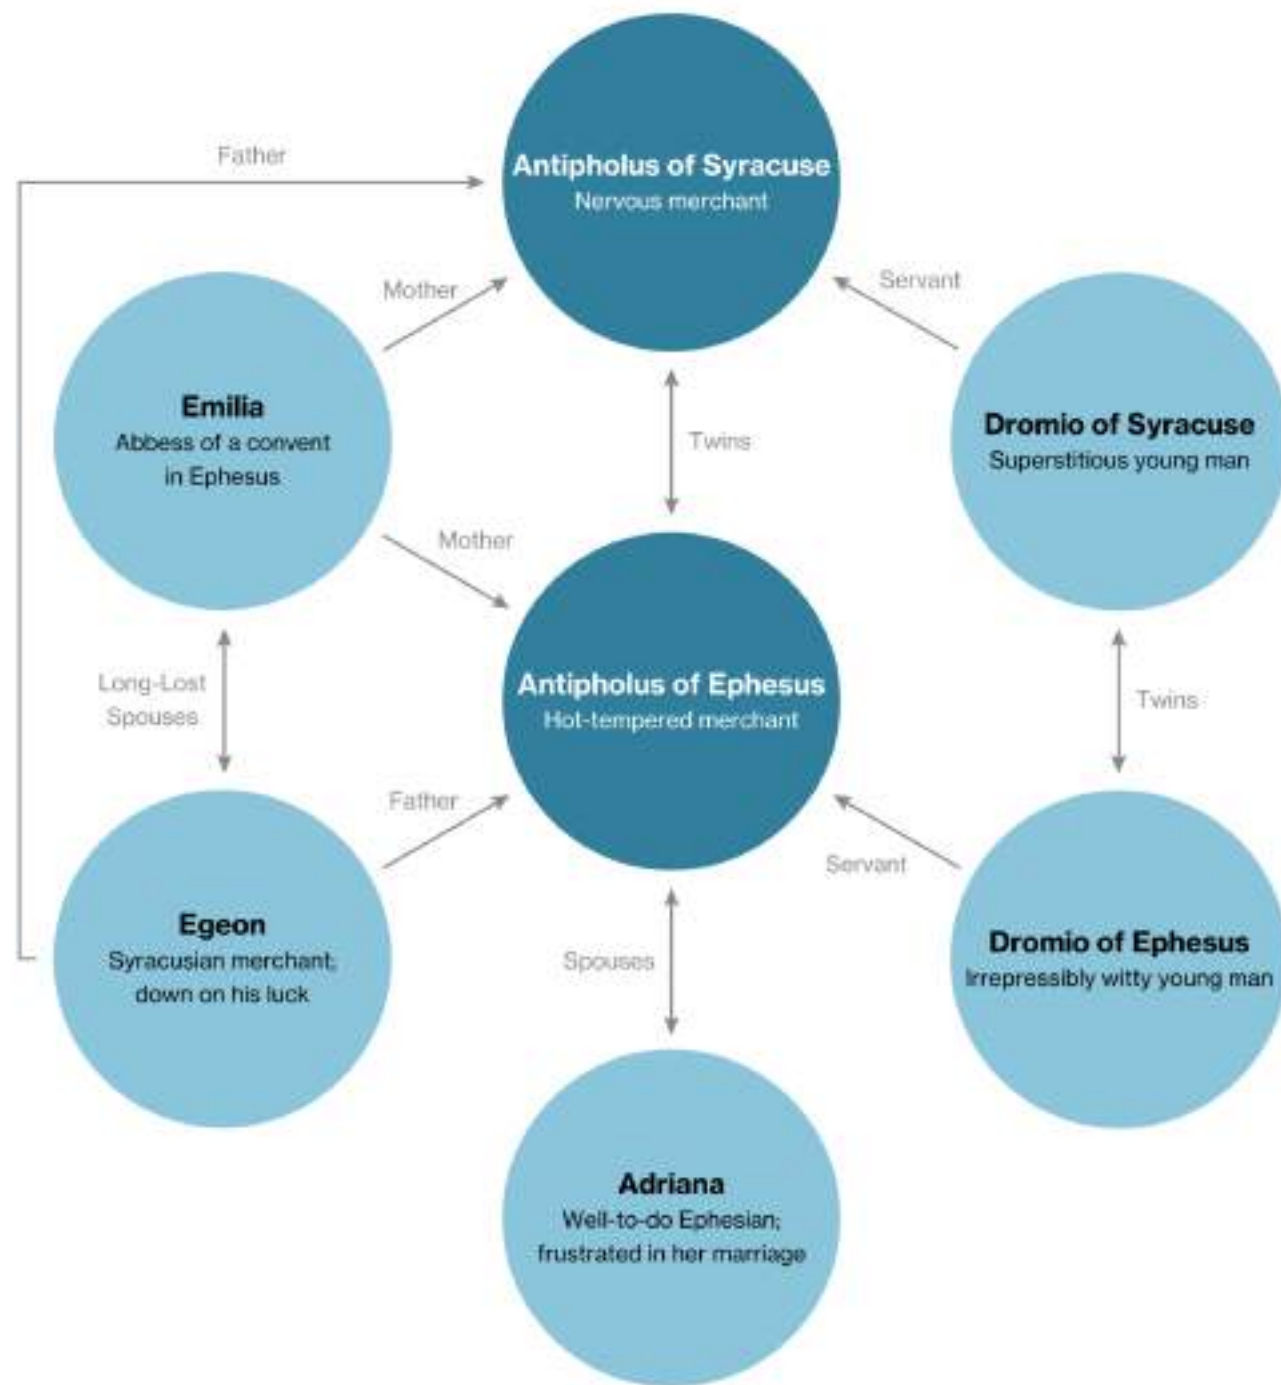 Father
Antipholus of Syracuse
Nervous merchant
Mother
Servant
Emilia
Abbess of a convent
in Ephesus
Dromio of Syracuse
Superstitious young man
Twins
Mother
Long-Lost
Spouses
Antipholus of Ephesus
Hot-tempered merchant
Twins
Father
Servant
Egeon
Syracusian merchant;
down on his luck
Spouses
Dromio of Ephesus
Irrepressibly witty young man
Adriana
Well-to-do Ephesian;
frustrated in her marriage